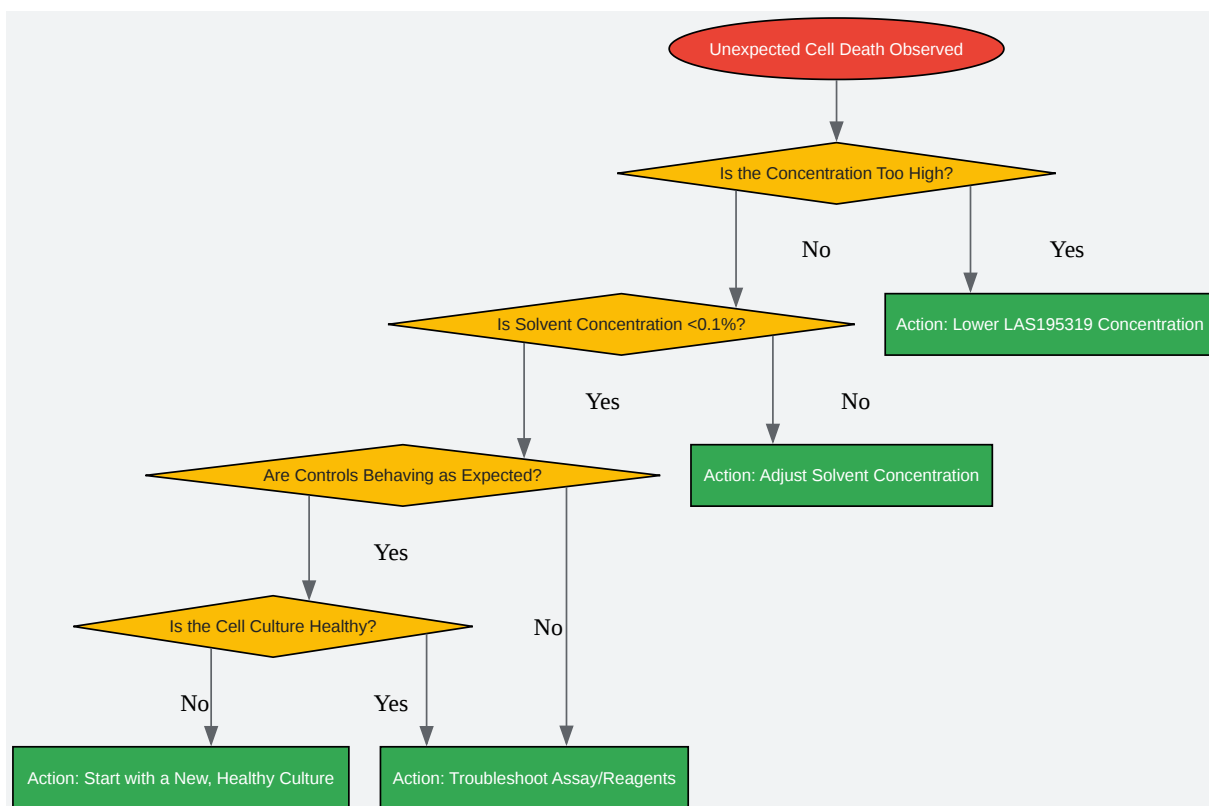 Unexpected Cell Death Observed
Is the Concentration Too High?
No
Yes
Is Solvent Concentration <0.1%?
Action: Lower LAS195319 Concentration
Yes
No
Are Controls Behaving as Expected?
Action: Adjust Solvent Concentration
Yes
Is the Cell Culture Healthy?
No
No
Yes
Action: Start with a New, Healthy Culture
Action: Troubleshoot Assay/Reagents